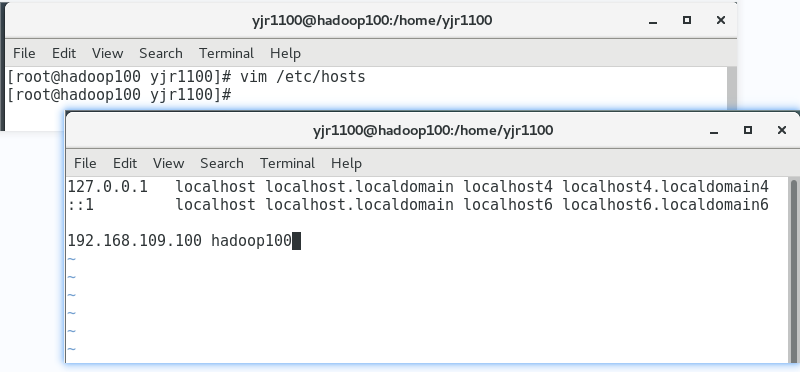 yjr1100@hadoop100:/home/yjr1100
File Edit View Search Terminal Help
[root@hadoop100 yjr1100]# vim /etc/hosts
[root@hadoop100 yjr1100]#
yjr1100@hadoop100:/home/yjr1100
File Edit View Search Terminal Help
127.0.0.1   localhost localhost.localdomain localhost4 localhost4.localdomain4
::1         localhost localhost.localdomain localhost6 localhost6.localdomain6
192.168.109.100 hadoop100
~
~
~
~
~
~